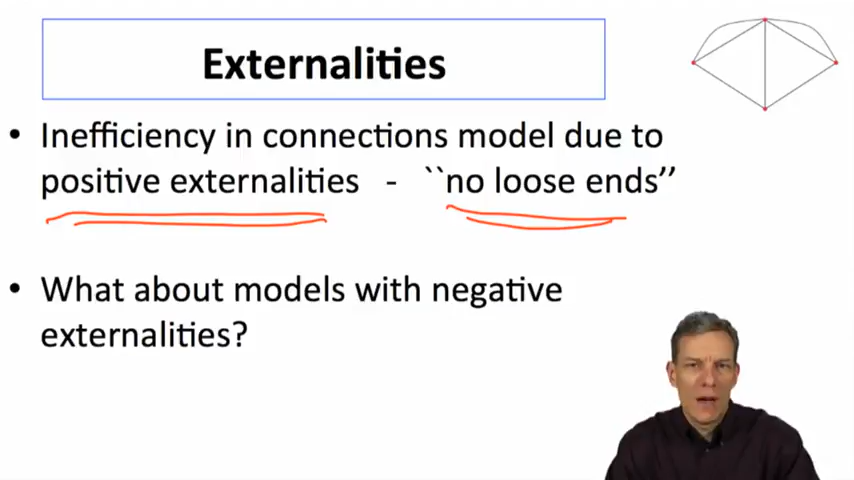 Externalities
• Inefficiency in connections model due to
positive externalities - ``no loose ends’’
• What about models with negative
externalities?